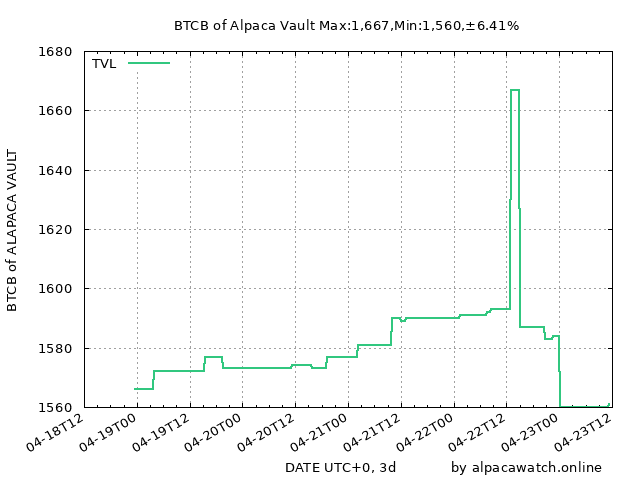 BTCB of Alpaca Vault Max:1,667,Min:1,560,±6.41%
TVL
1680
1660
1640
1620
1600
1580
1560
BTCB of ALAPACA VAULT
04-18T12
04-19T00
04-19T12
04-20T00
04-20T12
04-21T00
04-21T12
04-22T00
04-22T12
04-23T00
04-23T12
DATE UTC+0, 3d
by alpacawatch.online